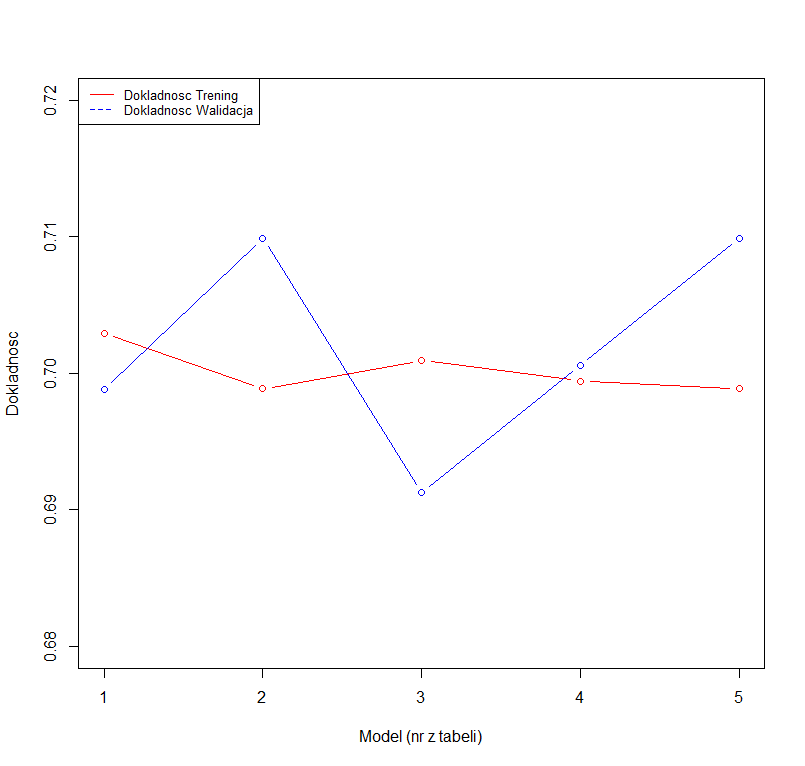 Dokladnosc Trening
Dokladnosc Walidacja
0.72
0.71
0.70
0.69
0.68
Dokladnosc
1 2 3 4 5
Model (nr z tabeli)